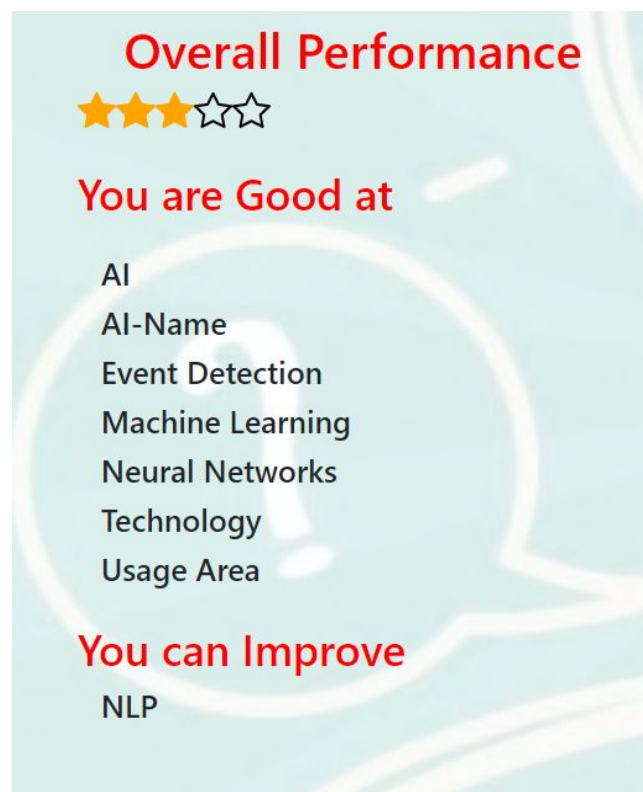 Overall Performance
You are Good at
AI
AI-Name
Event Detection
Machine Learning
Neural Networks
Technology
Usage Area
You can Improve
NLP